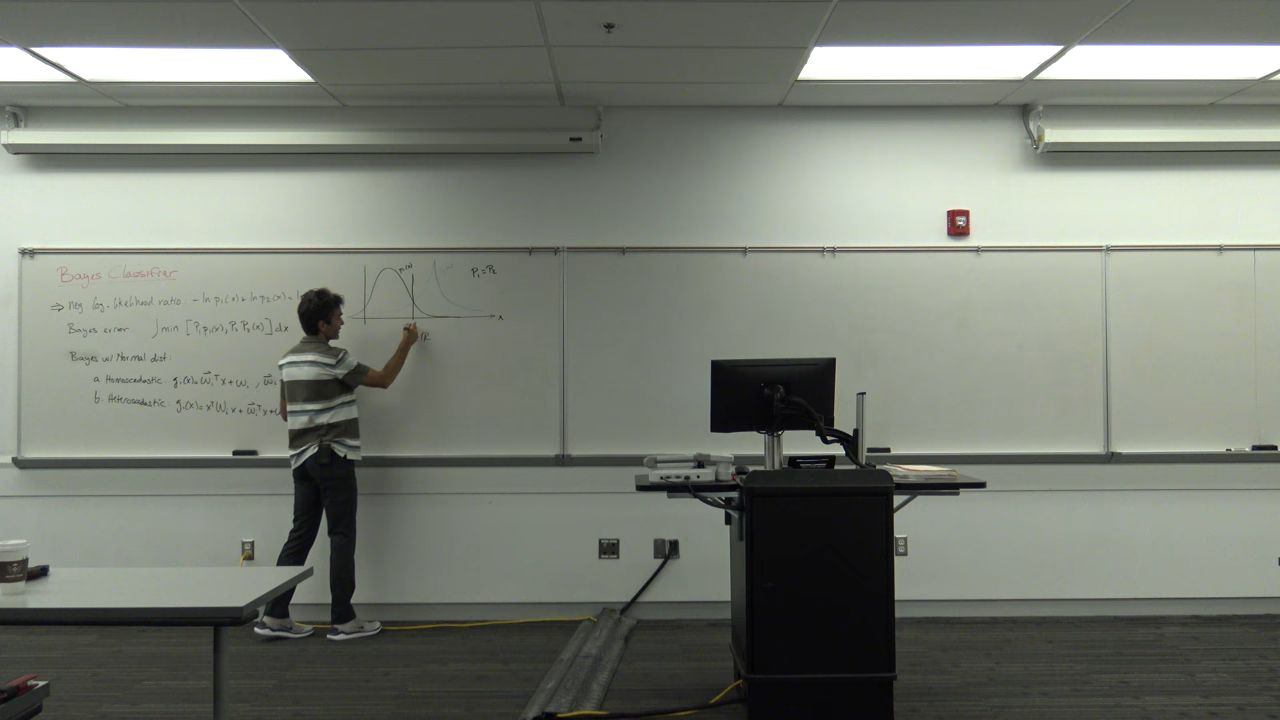 Bayes Classifier
⇒ Neg. log-likelihood ratio: - ln p₁(x) + ln p₂(x) =
Bayes error: ∫ min [P₁p₁(x), P₂p₂(x)] dx
Bayes w/ Normal dist:
a. Homoscedastic: gᵢ(x) = w⃗ᵢᵀx + wᵢ , w⃗ᵢ
b. Heteroscedastic: gᵢ(x) = xᵀWᵢx + w⃗ᵢᵀx + w
p₁(x)
P₁ = P₂
x